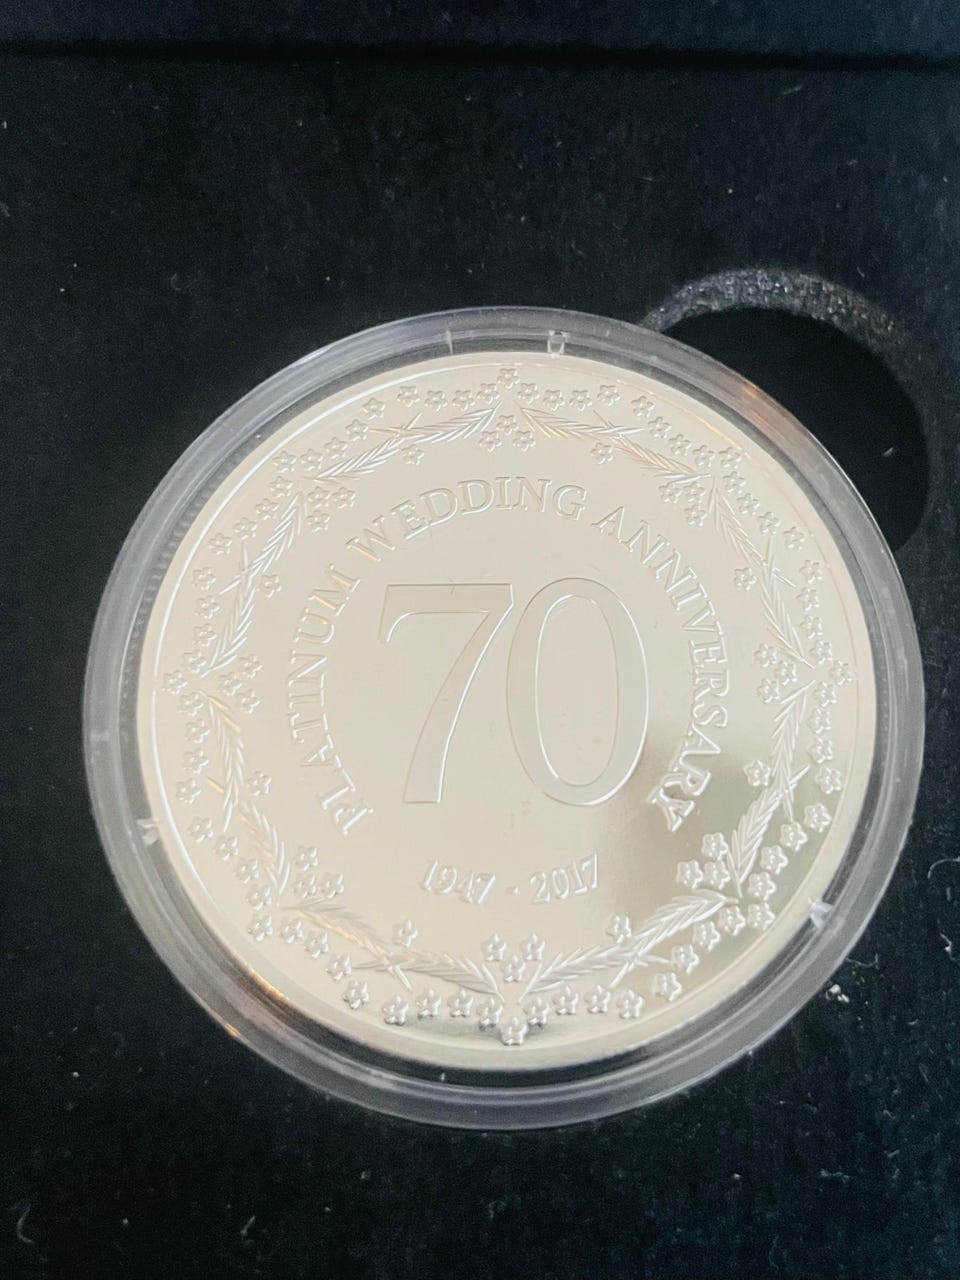 PLATINUM WEDDING ANNIVERSARY
70
1947 - 2017